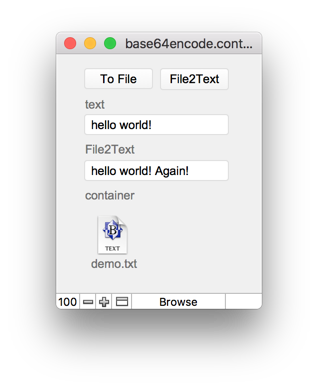 base64encode.cont...
To File File2Text
text
hello world!
File2Text
hello world! Again!
container
B
TEXT
demo.txt
100 Browse